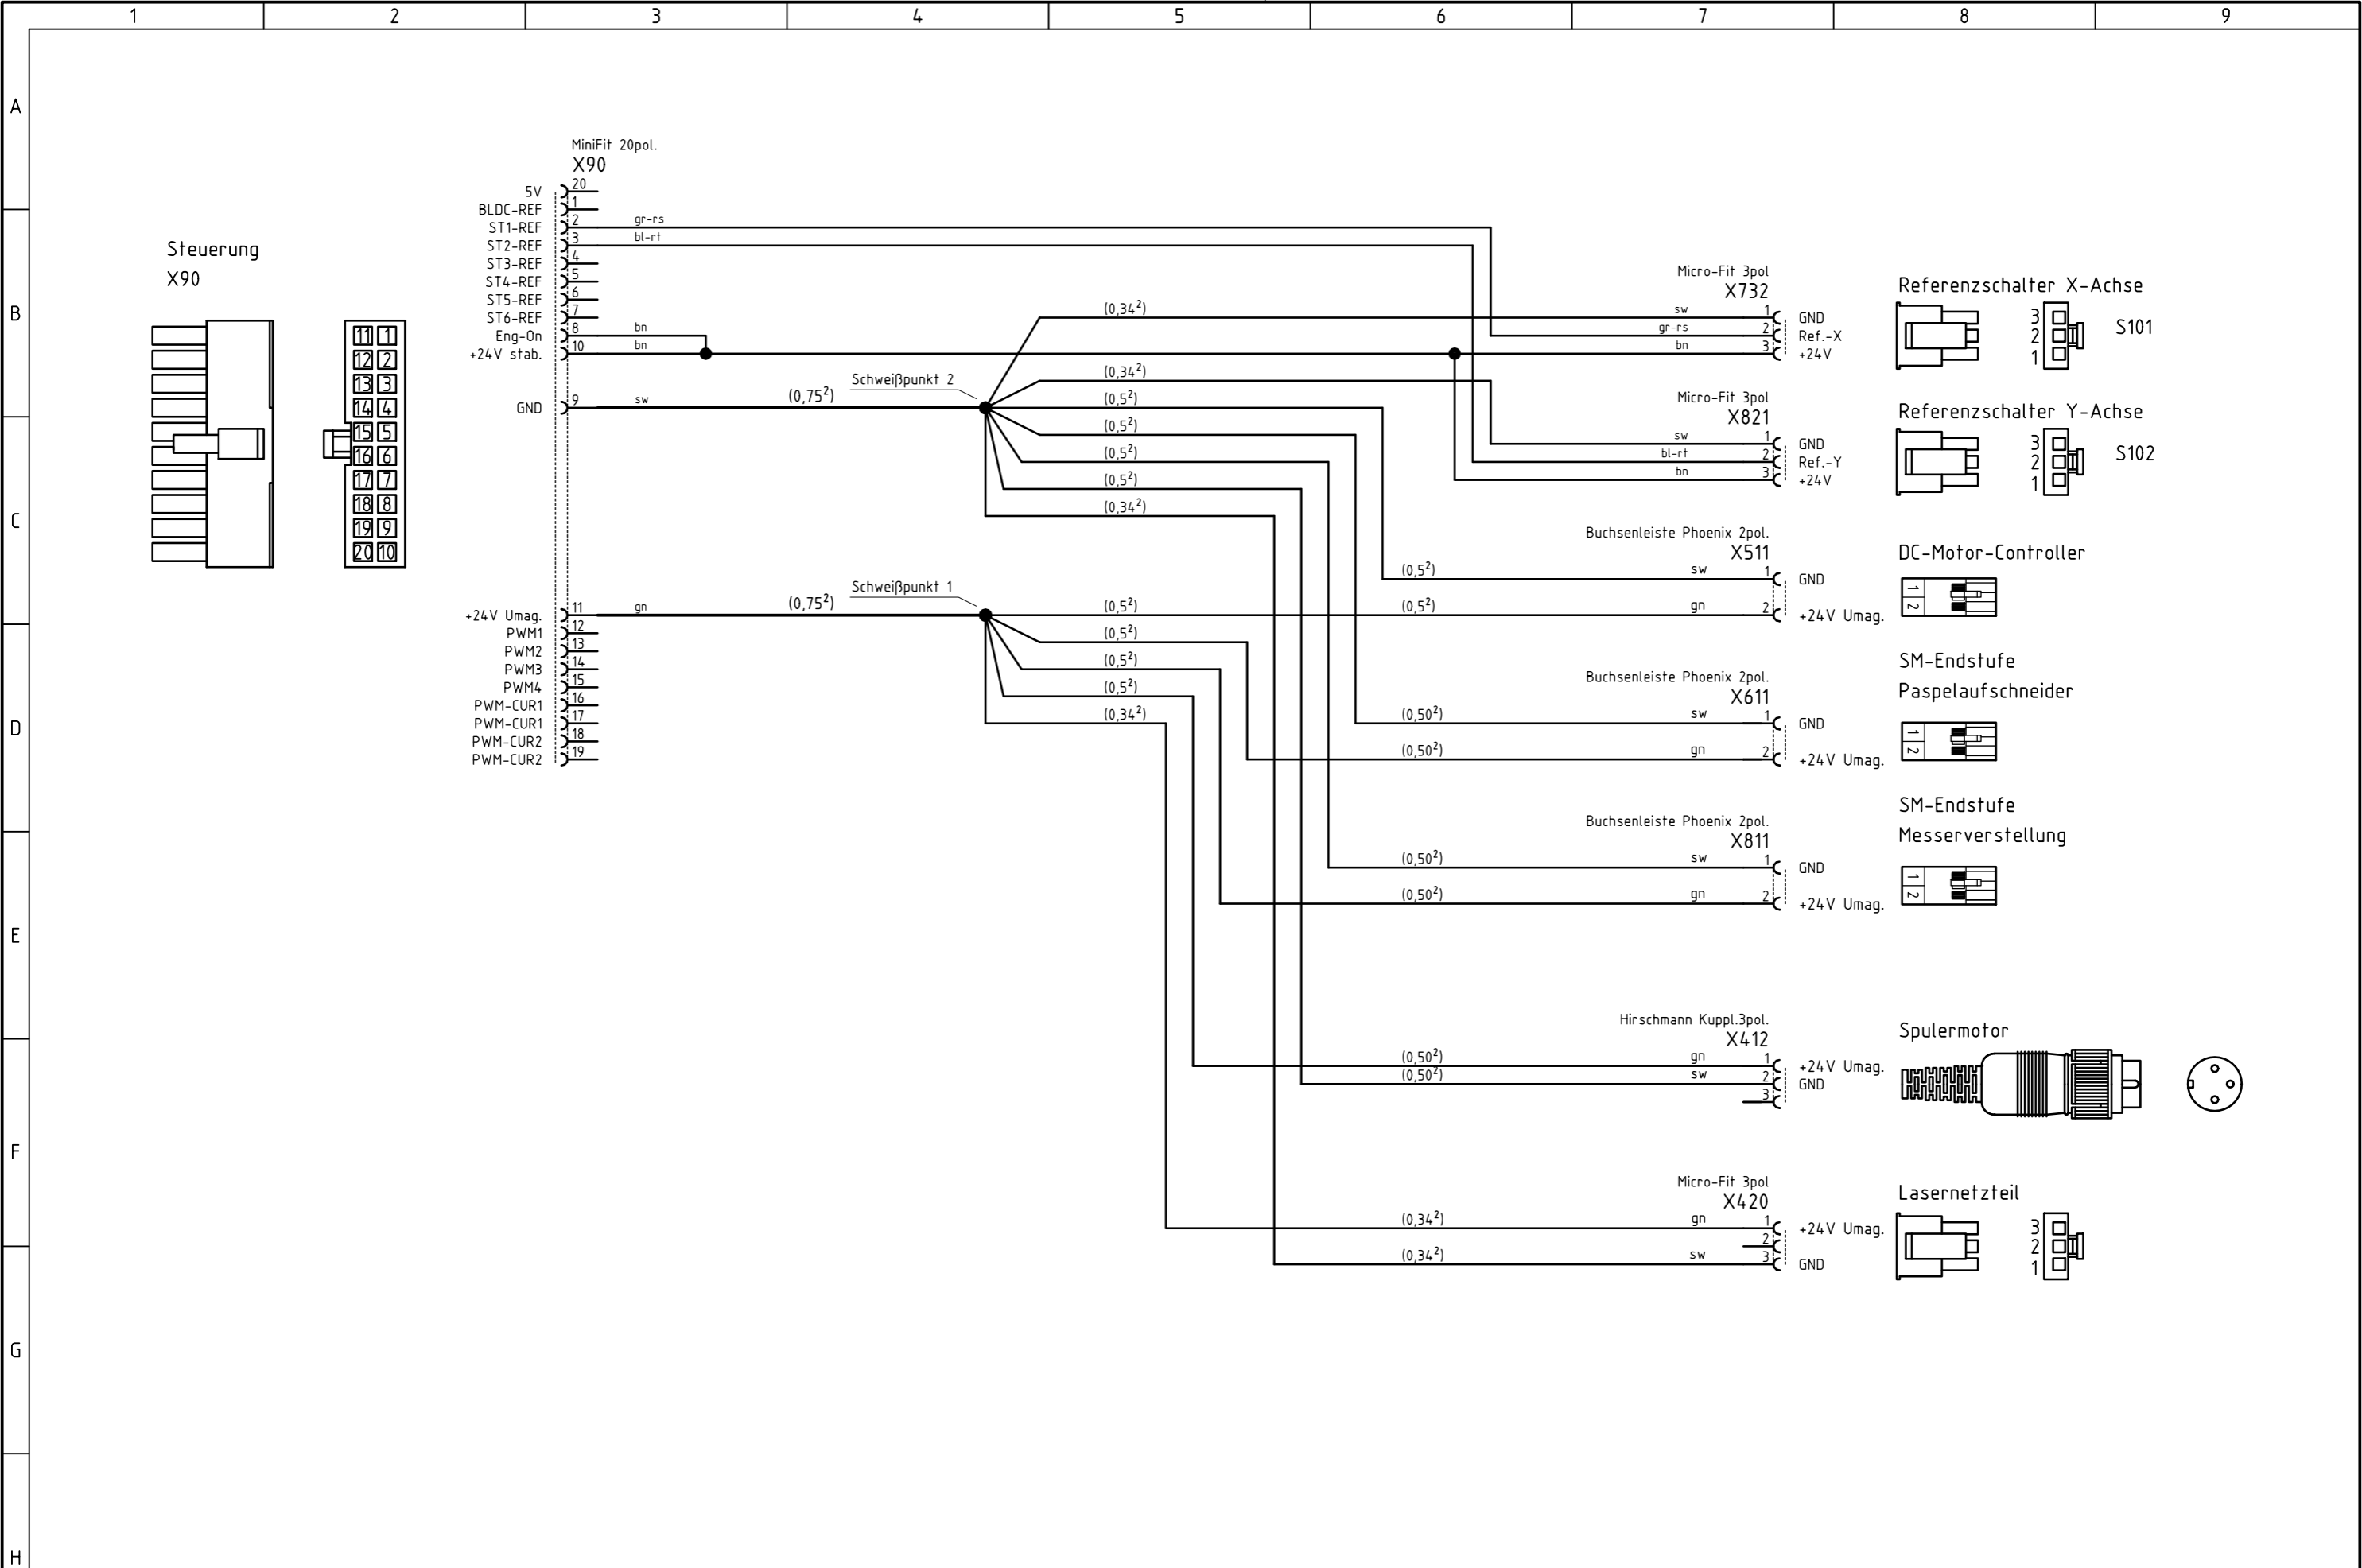 1 2 3 4 5 6 7 8 9
A
B
C
D
E
F
G
H
Steuerung
X90
11 1
12 2
13 3
14 4
15 5
16 6
17 7
18 8
19 9
20 10
MiniFit 20pol.
X90
5V 20
BLDC-REF 1
ST1-REF 2 gr-rs
ST2-REF 3 bl-rt
ST3-REF 4
ST4-REF 5
ST5-REF 6
ST6-REF 7
Eng-On 8 bn
+24V stab. 10 bn
GND 9 sw (0,75²)
Schweißpunkt 2
(0,34²)
(0,34²)
(0,5²)
(0,5²)
(0,5²)
(0,5²)
(0,34²)
+24V Umag. 11 gn (0,75²)
Schweißpunkt 1
(0,5²)
(0,5²)
(0,5²)
(0,5²)
(0,34²)
PWM1 12
PWM2 13
PWM3 14
PWM4 15
PWM-CUR1 16
PWM-CUR1 17
PWM-CUR2 18
PWM-CUR2 19
Micro-Fit 3pol
X732
sw 1 GND
gr-rs 2 Ref.-X
bn 3 +24V
Referenzschalter X-Achse
3
2
1
S101
Micro-Fit 3pol
X821
sw 1 GND
bl-rt 2 Ref.-Y
bn 3 +24V
Referenzschalter Y-Achse
3
2
1
S102
Buchsenleiste Phoenix 2pol.
X511
(0,5²) sw 1 GND
(0,5²) gn 2 +24V Umag.
DC-Motor-Controller
1
2
Buchsenleiste Phoenix 2pol.
X611
(0,50²) sw 1 GND
(0,50²) gn 2 +24V Umag.
SM-Endstufe
Paspelaufschneider
1
2
Buchsenleiste Phoenix 2pol.
X811
(0,50²) sw 1 GND
(0,50²) gn 2 +24V Umag.
SM-Endstufe
Messerverstellung
1
2
Hirschmann Kuppl.3pol.
X412
(0,50²) gn 1 +24V Umag.
(0,50²) sw 2 GND
3
Spulermotor
Micro-Fit 3pol
X420
(0,34²) gn 1 +24V Umag.
2
(0,34²) sw 3 GND
Lasernetzteil
3
2
1